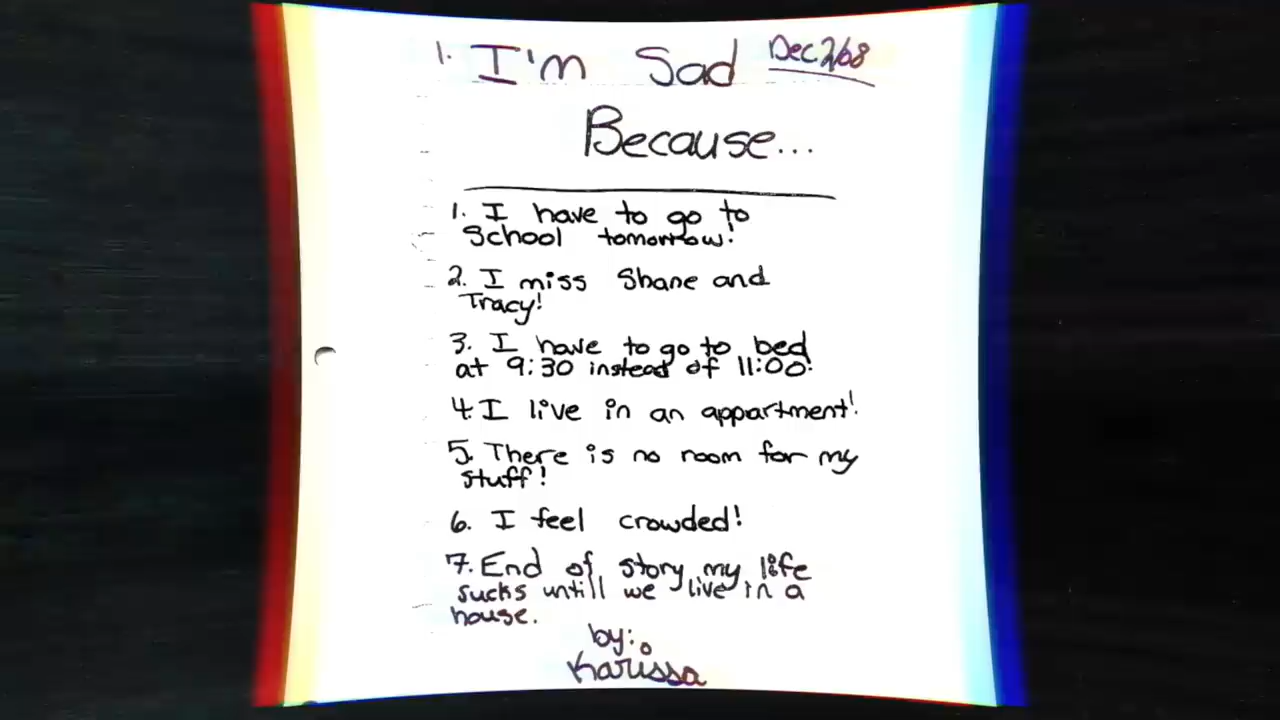 1. I'm Sad Dec 2/08
Because...
1. I have to go to
School tomorrow!
2. I miss Shane and
Tracy!
3. I have to go to bed
at 9:30 instead of 11:00!
4. I live in an appartment!
5. There is no room for my
stuff!
6. I feel crowded!
7. End of story my life
sucks untill we live in a
house.
by:
Karissa